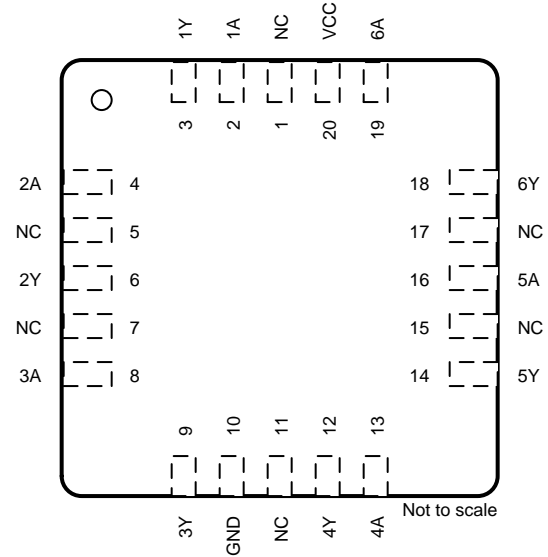 1Y 1A NC VCC 6A
3 2 1 20 19
2A 4 18 6Y
NC 5 17 NC
2Y 6 16 5A
NC 7 15 NC
3A 8 14 5Y
9 10 11 12 13
3Y GND NC 4Y 4A
Not to scale